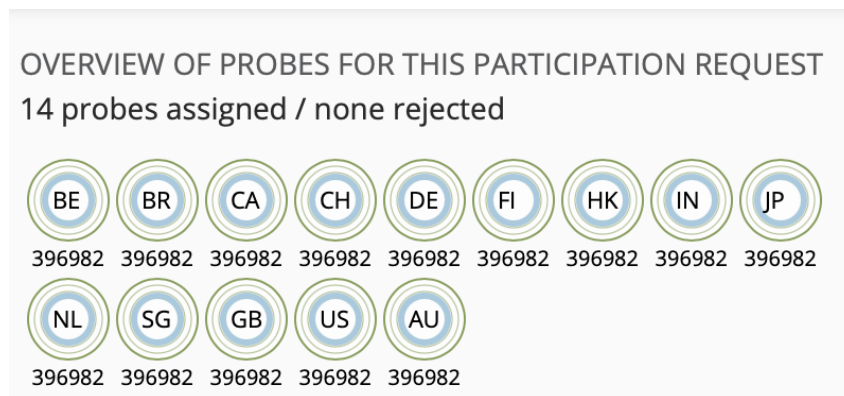 OVERVIEW OF PROBES FOR THIS PARTICIPATION REQUEST
14 probes assigned / none rejected
BE BR CA CH DE FI HK IN JP
396982 396982 396982 396982 396982 396982 396982 396982 396982
NL SG GB US AU
396982 396982 396982 396982 396982